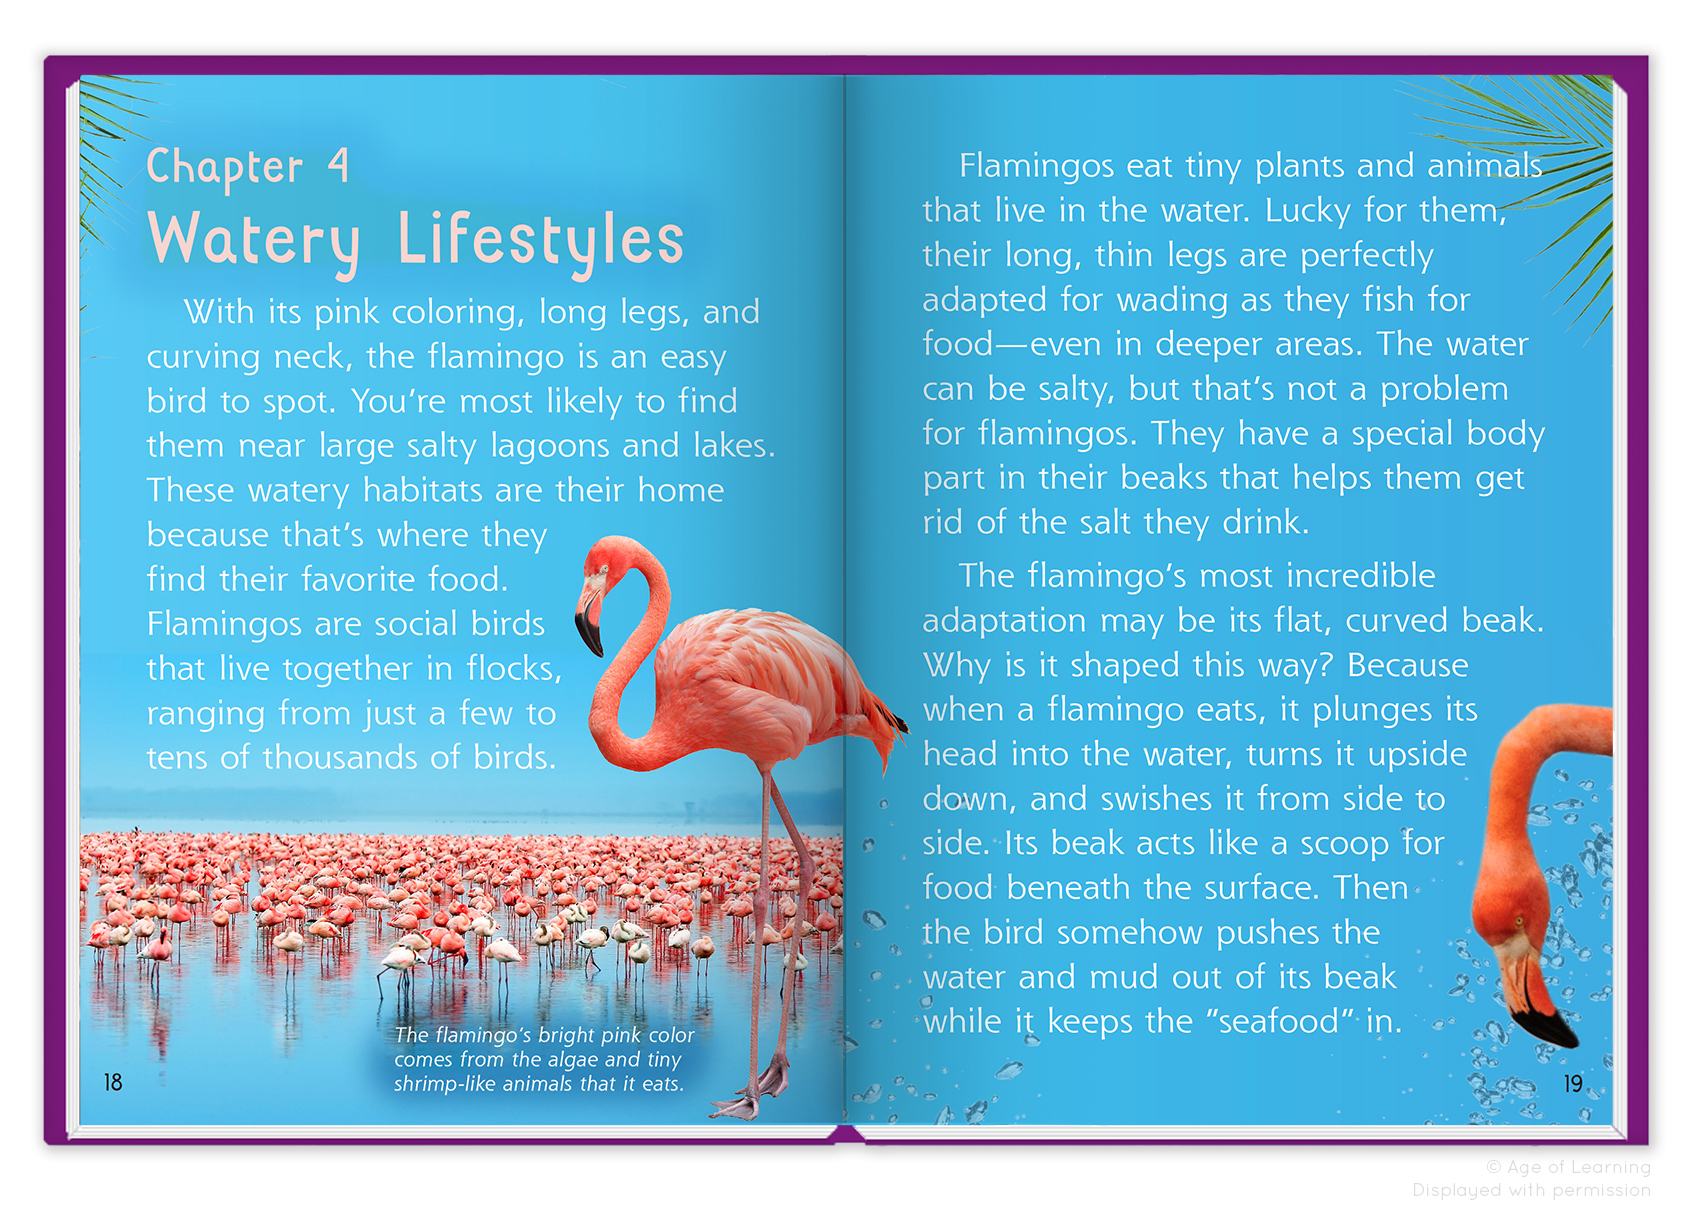 Chapter 4
Watery Lifestyles
With its pink coloring, long legs, and
curving neck, the flamingo is an easy
bird to spot. You're most likely to find
them near large salty lagoons and lakes.
These watery habitats are their home
because that's where they
find their favorite food.
Flamingos are social birds
that live together in flocks,
ranging from just a few to
tens of thousands of birds.
The flamingo's bright pink color
comes from the algae and tiny
shrimp-like animals that it eats.
18
Flamingos eat tiny plants and animals
that live in the water. Lucky for them,
their long, thin legs are perfectly
adapted for wading as they fish for
food—even in deeper areas. The water
can be salty, but that's not a problem
for flamingos. They have a special body
part in their beaks that helps them get
rid of the salt they drink.
The flamingo's most incredible
adaptation may be its flat, curved beak.
Why is it shaped this way? Because
when a flamingo eats, it plunges its
head into the water, turns it upside
down, and swishes it from side to
side. Its beak acts like a scoop for
food beneath the surface. Then
the bird somehow pushes the
water and mud out of its beak
while it keeps the "seafood" in.
19
© Age of Learning
Displayed with permission